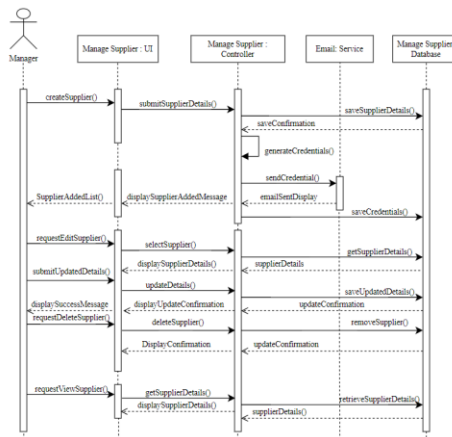 Manage Supplier : UI
Manage Supplier :
Controller
Email: Service
Manage Supplier
Database
Manager
createSupplier()
submitSupplierDetails()
saveSupplierDetails()
saveConfirmation
generateCredentials()
sendCredential()
SupplierAddedList()
displaySupplierAddedMessage
emailSentDisplay
saveCredentials()
requestEditSupplier()
selectSupplier()
getSupplierDetails()
displaySupplierDetails()
supplierDetails
submitUpdatedDetails()
updateDetails()
saveUpdatedDetails()
displaySuccessMessage
displayUpdateConfirmation
updateConfirmation
requestDeleteSupplier()
deleteSupplier()
removeSupplier()
DisplayConfirmation
updateConfirmation
requestViewSupplier()
getSupplierDetails()
retrieveSupplierDetails()
displaySupplierDetails()
supplierDetails()